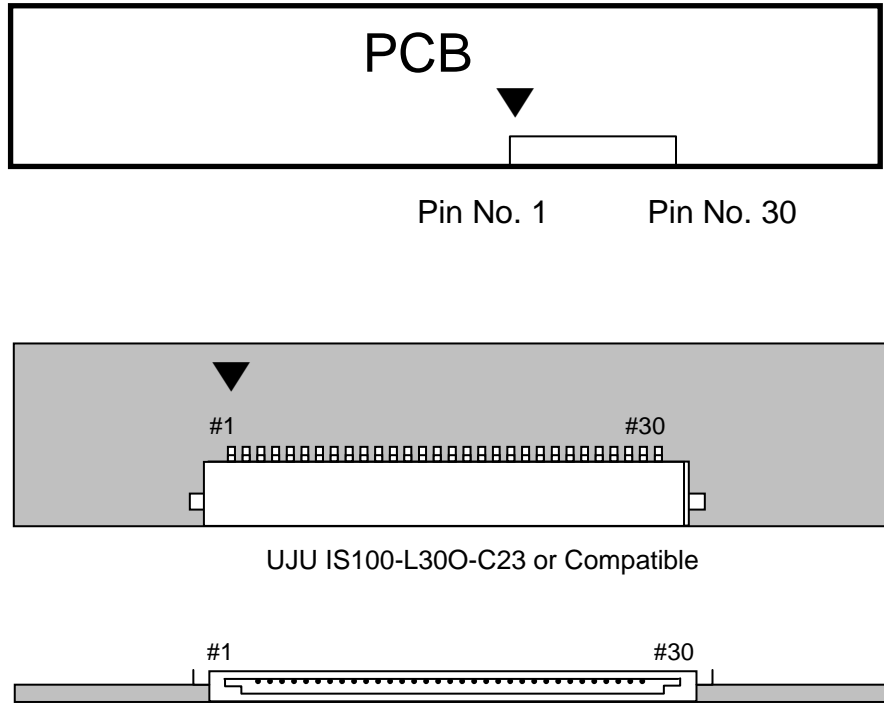 PCB
Pin No. 1 Pin No. 30
#1 #30
UJU IS100-L30O-C23 or Compatible
#1 #30